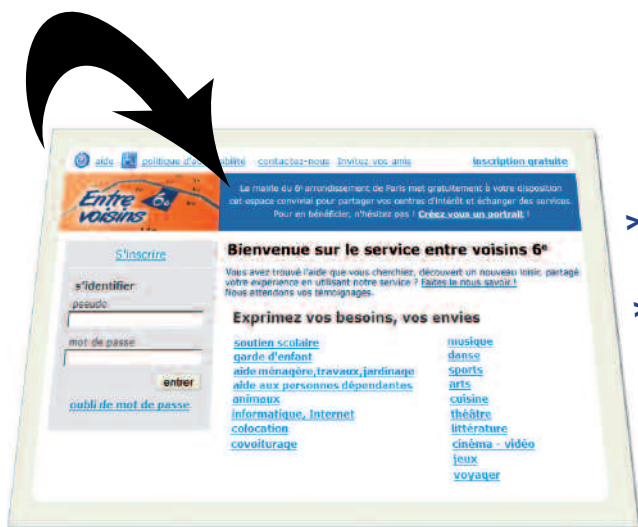 aide politique d'accessibilité contactez-nous Invitez vos amis inscription gratuite
Entre 6e
voisins
La mairie du 6e arrondissement de Paris met gratuitement à votre disposition
cet espace convivial pour partager vos centres d'intérêt et échanger des services.
Pour en bénéficier, n'hésitez pas ! Créez vous un portrait !
S'inscrire
s'identifier
pseudo
mot de passe
entrer
oubli de mot de passe
Bienvenue sur le service entre voisins 6e
Vous avez trouvé l'aide que vous cherchiez, découvert un nouveau loisir, partagé
votre expérience en utilisant notre service ? Faites le nous savoir !
Nous attendons vos témoignages.
Exprimez vos besoins, vos envies
soutien scolaire
garde d'enfant
aide ménagère,travaux,jardinage
aide aux personnes dépendantes
animaux
informatique, Internet
colocation
covoiturage
musique
danse
sports
arts
cuisine
théâtre
littérature
cinéma - vidéo
jeux
voyager
>
>